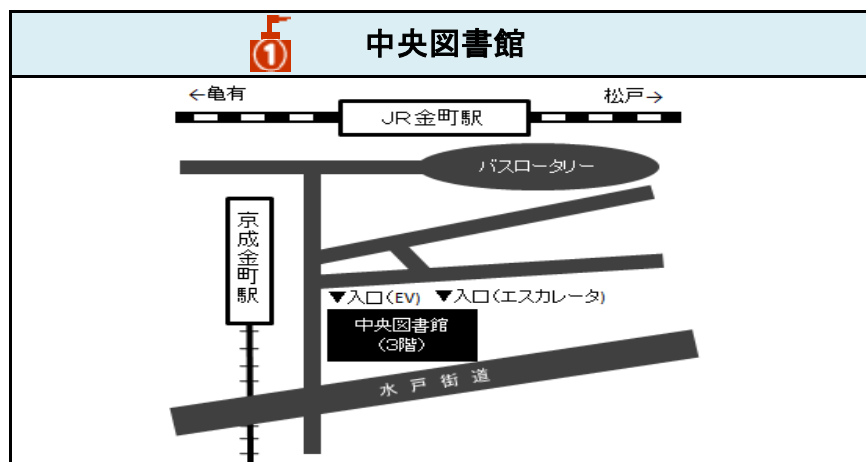 ① 中央図書館
←亀有
松戸→
JR金町駅
バスロータリー
京成金町駅
▼入口(EV) ▼入口(エスカレータ)
中央図書館
(3階)
水戸街道